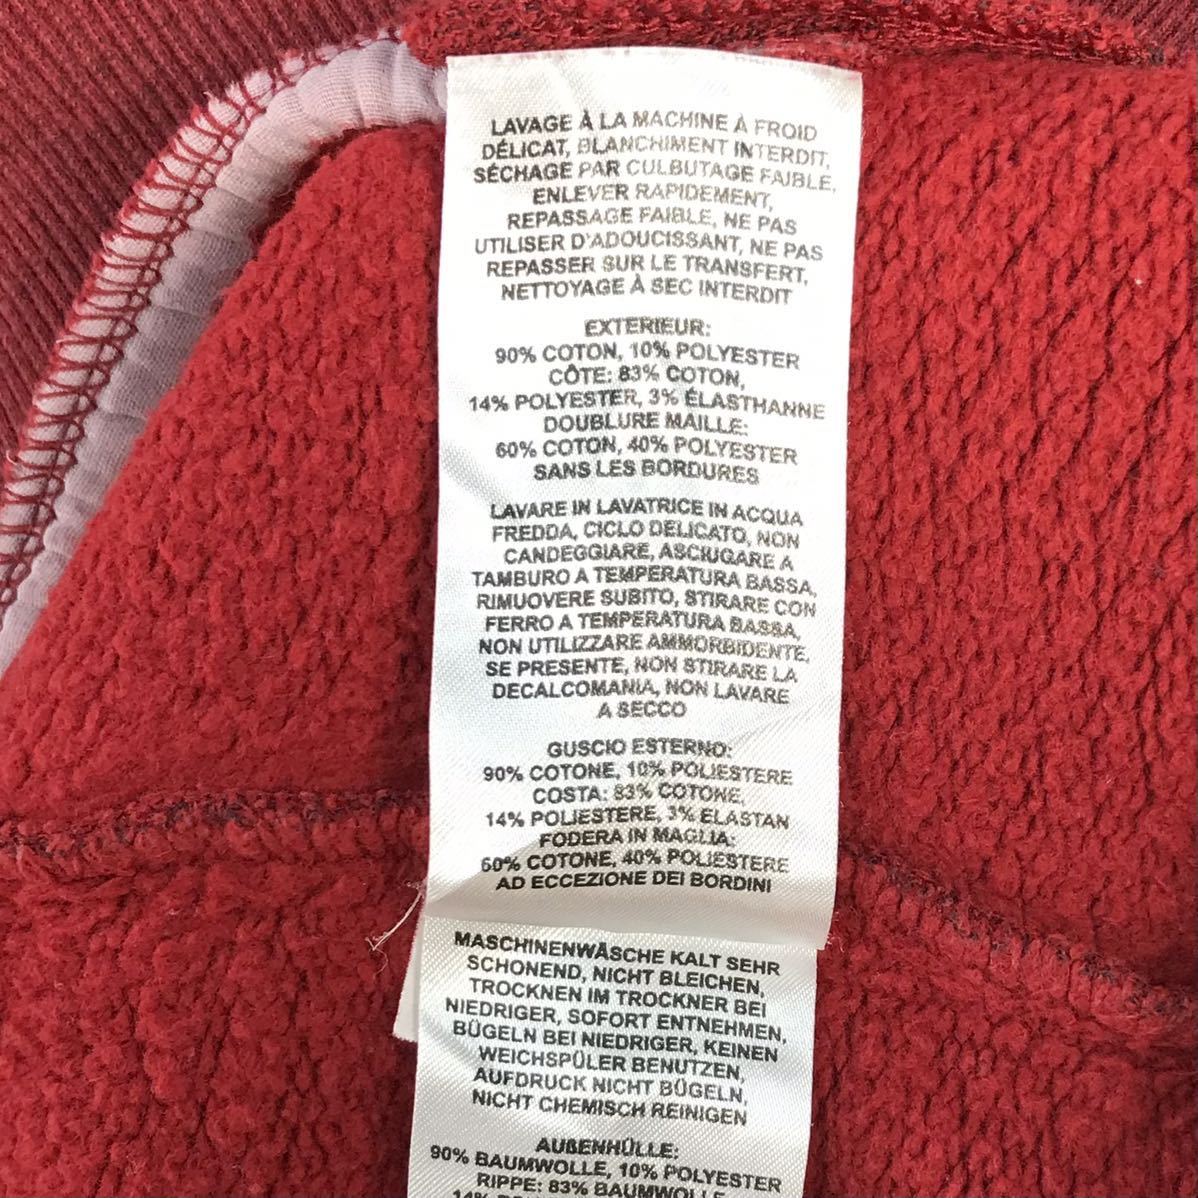 LAVAGE À LA MACHINE À FROID
DÉLICAT, BLANCHIMENT INTERDIT,
SÉCHAGE PAR CULBUTAGE FAIBLE,
ENLEVER RAPIDEMENT,
REPASSAGE FAIBLE, NE PAS
UTILISER D'ADOUCISSANT, NE PAS
REPASSER SUR LE TRANSFERT,
NETTOYAGE À SEC INTERDIT
EXTERIEUR:
90% COTON, 10% POLYESTER
CÔTE: 83% COTON,
14% POLYESTER, 3% ÉLASTHANNE
DOUBLURE MAILLE:
60% COTON, 40% POLYESTER
SANS LES BORDURES
LAVARE IN LAVATRICE IN ACQUA
FREDDA, CICLO DELICATO, NON
CANDEGGIARE, ASCIUGARE A
TAMBURO A TEMPERATURA BASSA,
RIMUOVERE SUBITO, STIRARE CON
FERRO A TEMPERATURA BASSA,
NON UTILIZZARE AMMORBIDENTE,
SE PRESENTE, NON STIRARE LA
DECALCOMANIA, NON LAVARE
A SECCO
GUSCIO ESTERNO:
90% COTONE, 10% POLIESTERE
COSTA: 83% COTONE,
14% POLIESTERE, 3% ELASTAN
FODERA IN MAGLIA:
60% COTONE, 40% POLIESTERE
AD ECCEZIONE DEI BORDINI
MASCHINENWÄSCHE KALT SEHR
SCHONEND, NICHT BLEICHEN,
TROCKNEN IM TROCKNER BEI
NIEDRIGER, SOFORT ENTNEHMEN,
BÜGELN BEI NIEDRIGER, KEINEN
WEICHSPÜLER BENUTZEN,
AUFDRUCK NICHT BÜGELN,
NICHT CHEMISCH REINIGEN
AUßENHÜLLE:
90% BAUMWOLLE, 10% POLYESTER
RIPPE: 83% BAUMWOLLE,
14%